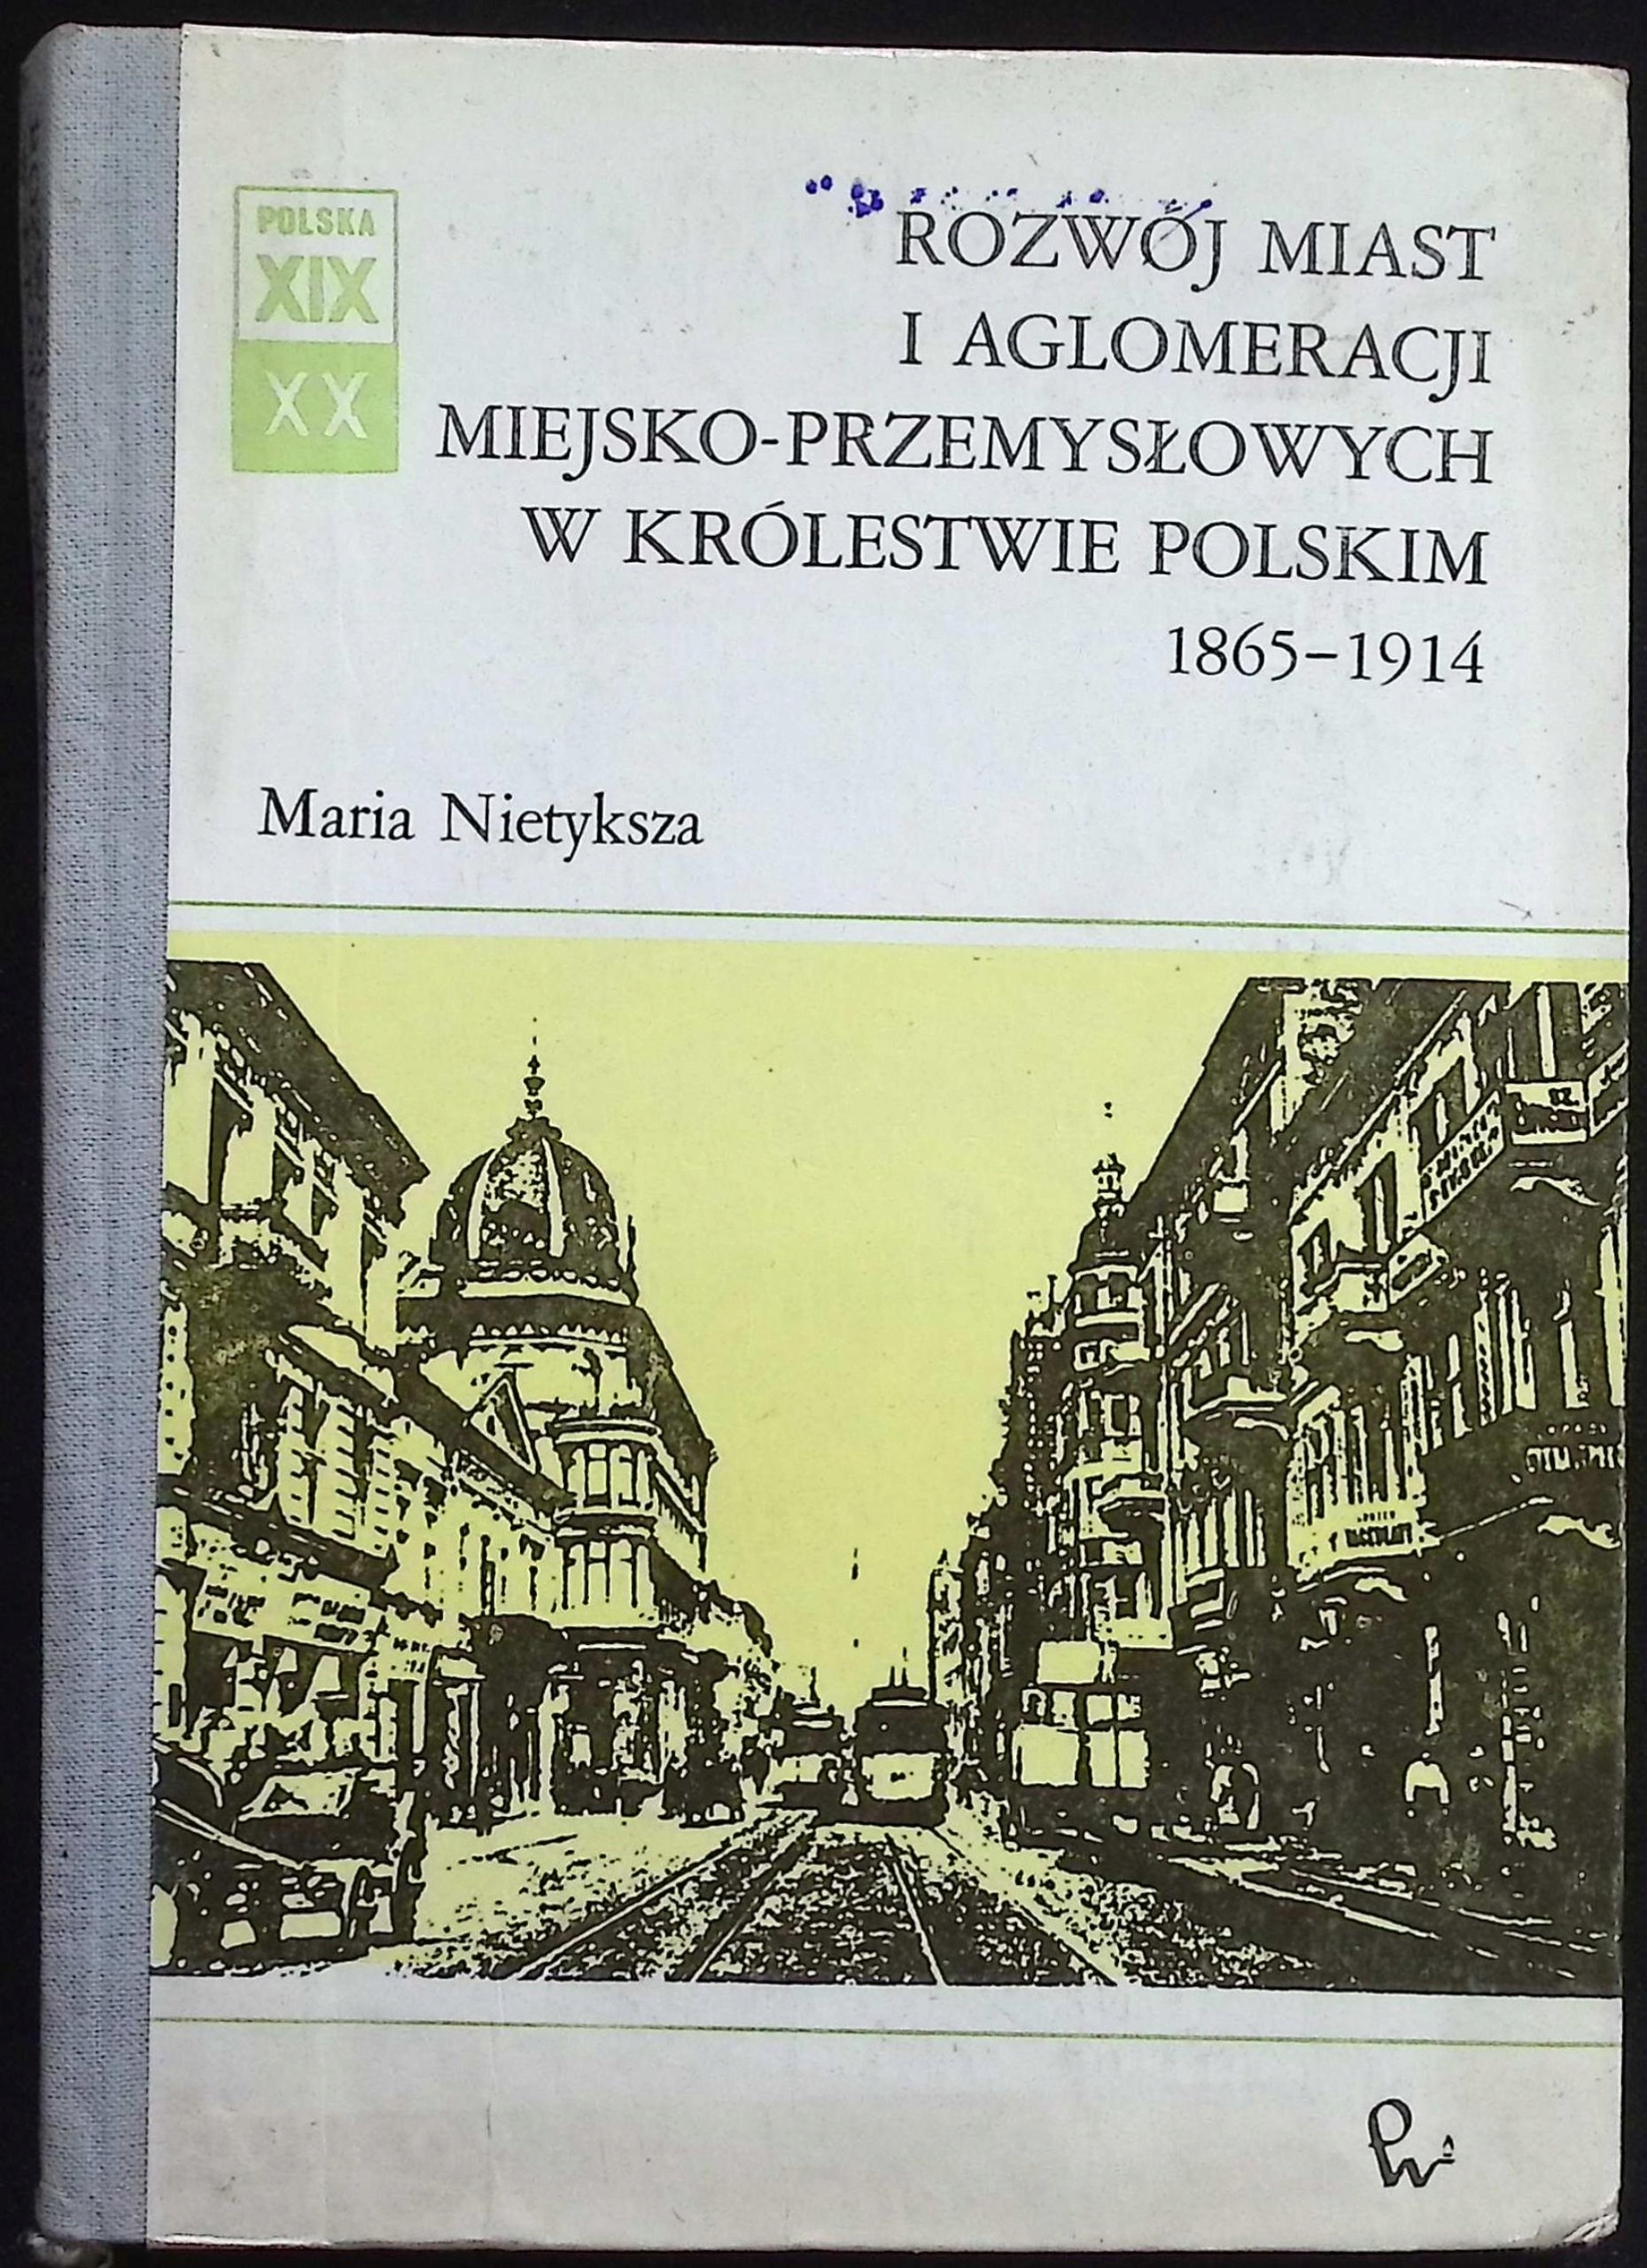 POLSKA
XIX
XX
ROZWÓJ MIAST
I AGLOMERACJI
MIEJSKO-PRZEMYSŁOWYCH
W KRÓLESTWIE POLSKIM
1865-1914
Maria Nietyksza